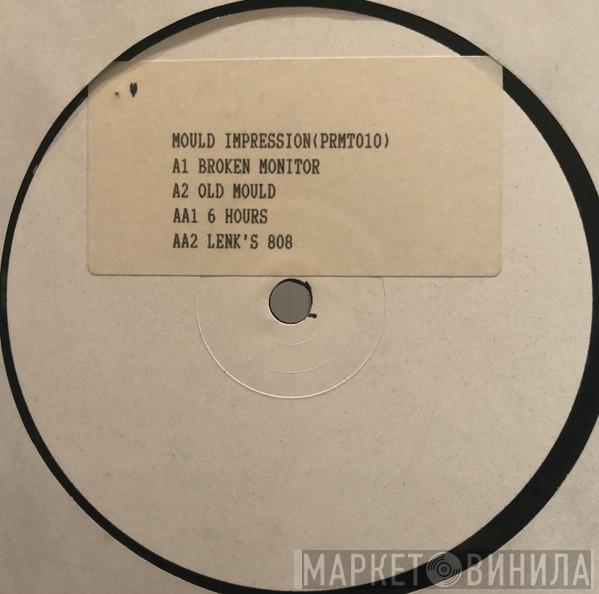 MOULD IMPRESSION(PRMT010)
A1 BROKEN MONITOR
A2 OLD MOULD
AA1 6 HOURS
AA2 LENK'S 808
МАРКЕТ ВИНИЛА